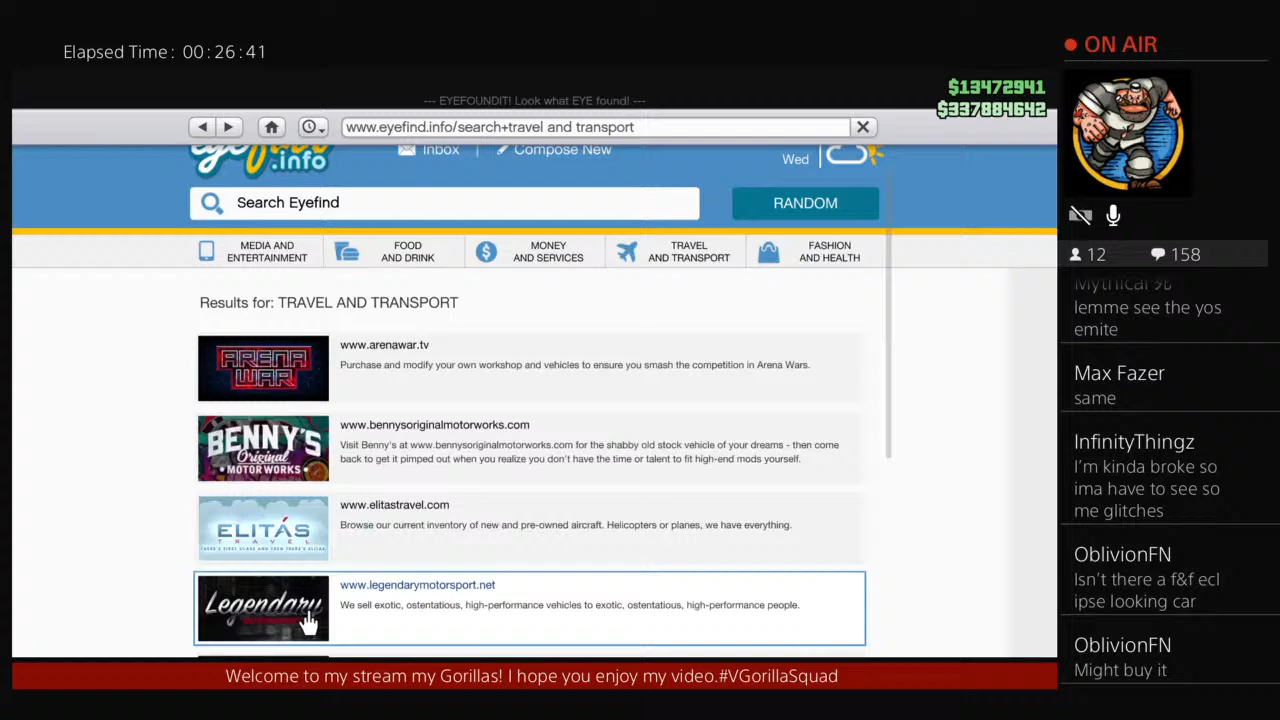 Elapsed Time: 00:26:41
ON AIR
$13472941
$337884642
--- EYEFOUNDIT! Look what EYE found! ---
www.eyefind.info/search+travel and transport
.info
Inbox
Compose New
Wed
Search Eyefind
RANDOM
MEDIA AND
ENTERTAINMENT
FOOD
AND DRINK
MONEY
AND SERVICES
TRAVEL
AND TRANSPORT
FASHION
AND HEALTH
Results for: TRAVEL AND TRANSPORT
ARENA
WAR
www.arenawar.tv
Purchase and modify your own workshop and vehicles to ensure you smash the competition in Arena Wars.
BENNY'S
Original
MOTOR WORKS
www.bennysoriginalmotorworks.com
Visit Benny's at www.bennysoriginalmotorworks.com for the shabby old stock vehicle of your dreams - then come
back to get it pimped out when you realize you don't have the time or talent to fit high-end mods yourself.
ELITÁS
TRAVEL
THERE'S FIRST CLASS AND THEN THERE'S ELITAS
www.elitastravel.com
Browse our current inventory of new and pre-owned aircraft. Helicopters or planes, we have everything.
Legendary
www.legendarymotorsport.net
We sell exotic, ostentatious, high-performance vehicles to exotic, ostentatious, high-performance people.
12
158
Mythical
lemme see the yos
emite
Max Fazer
same
InfinityThingz
I'm kinda broke so
ima have to see so
me glitches
OblivionFN
Isn't there a f&f ecl
ipse looking car
OblivionFN
Might buy it
Welcome to my stream my Gorillas! I hope you enjoy my video.#VGorillaSquad